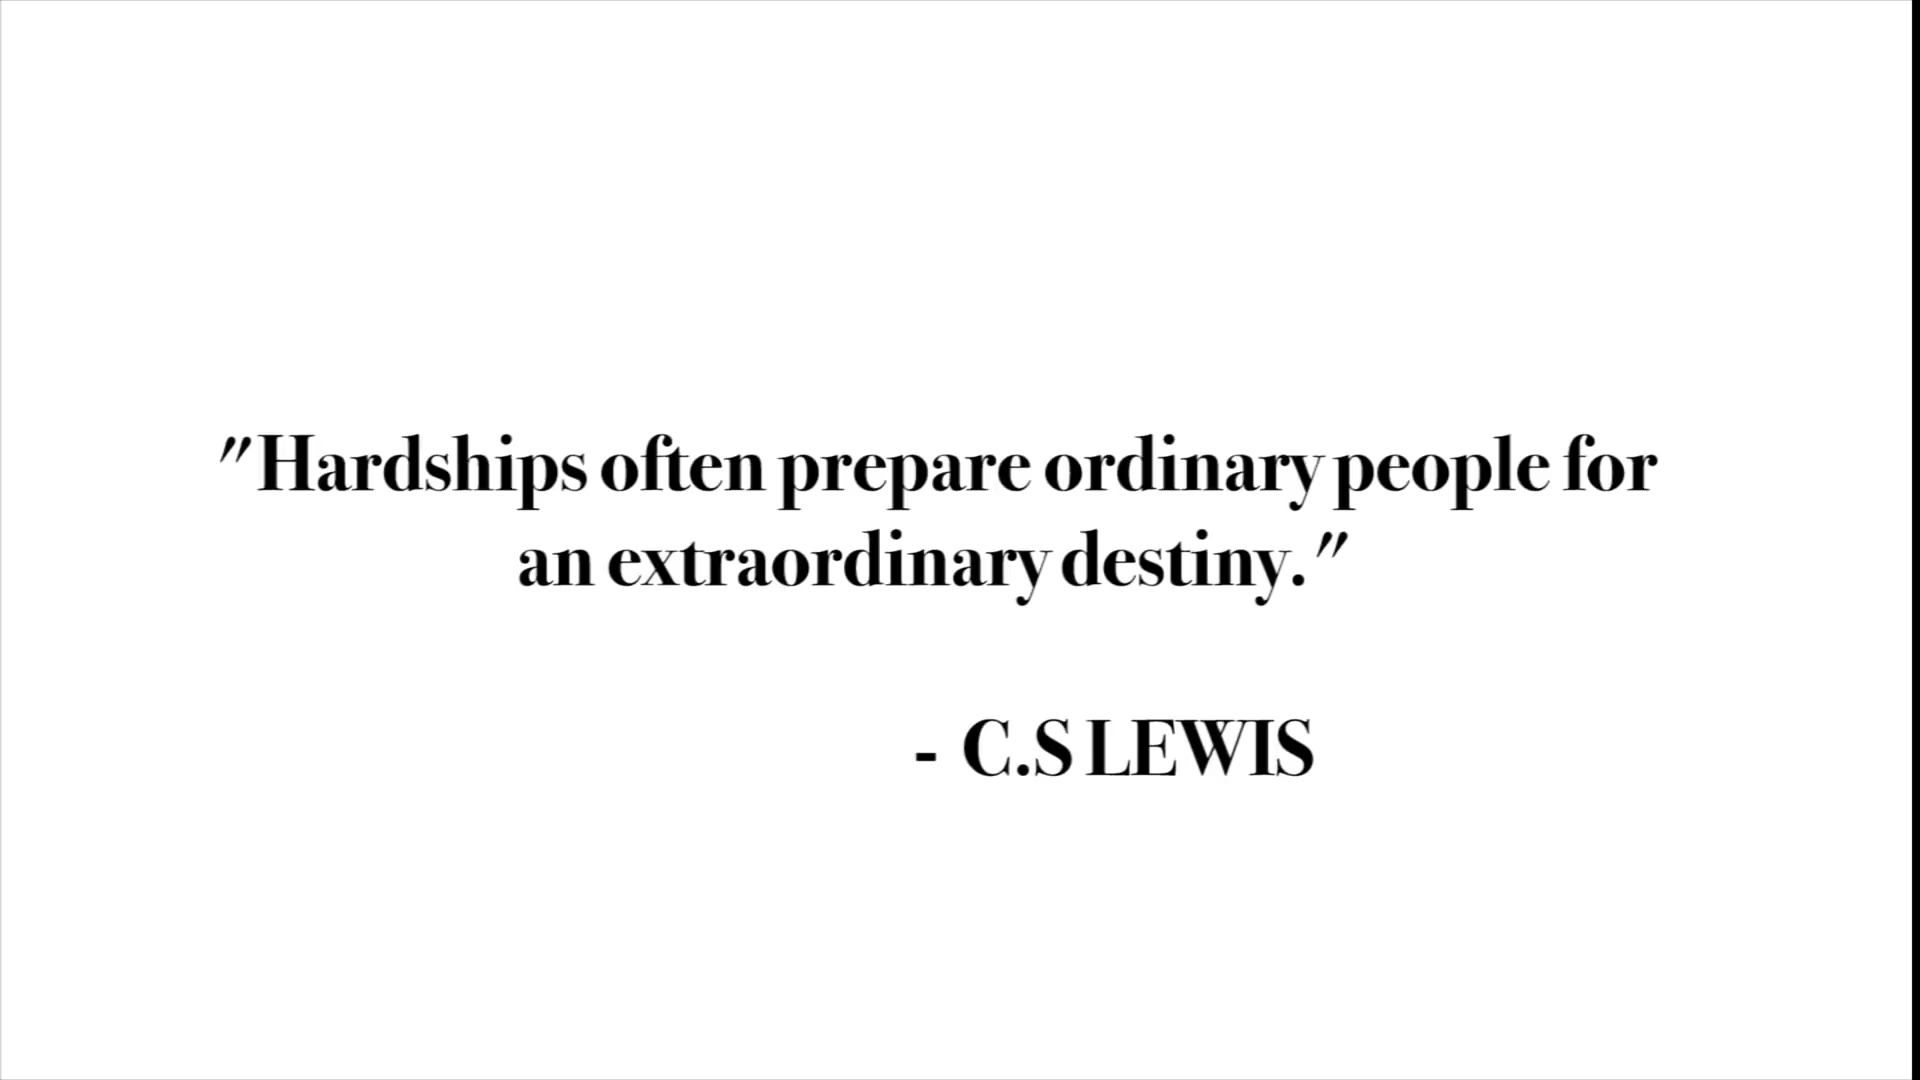 "Hardships often prepare ordinary people for
an extraordinary destiny."
- C.S LEWIS